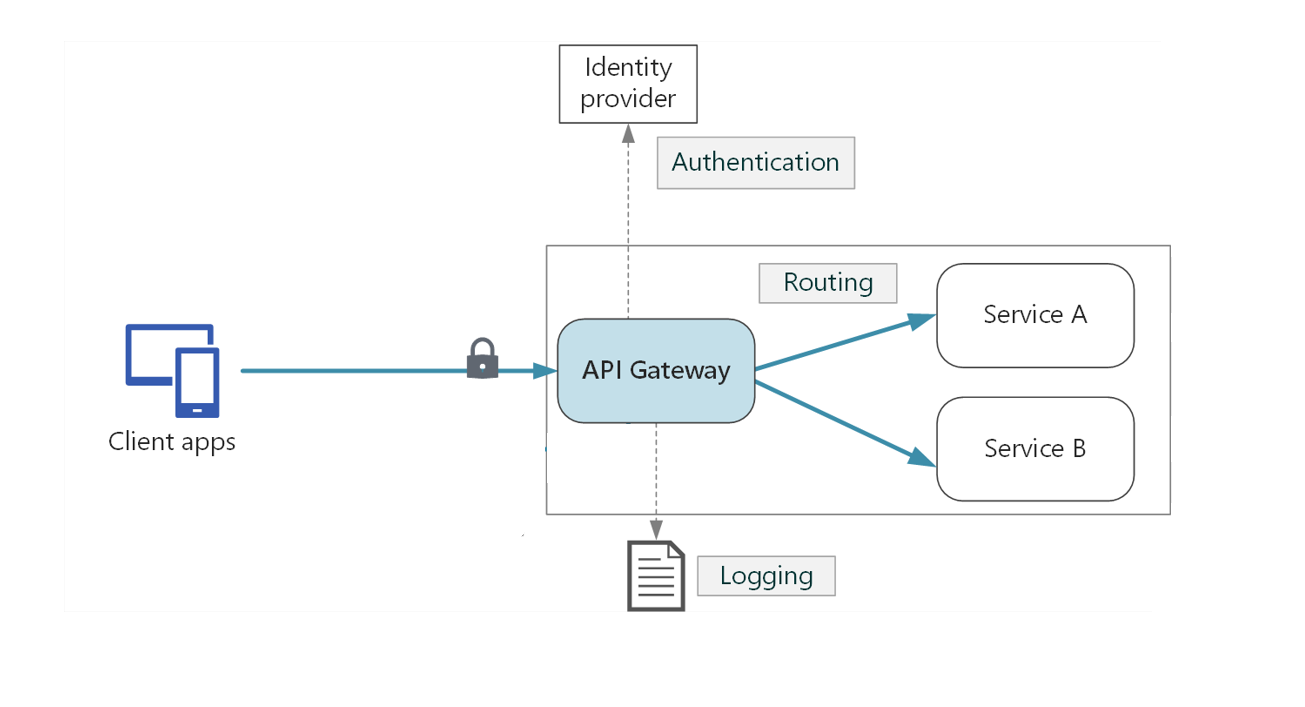 Identity
provider
Authentication
Routing
Service A
API Gateway
Client apps
Service B
Logging